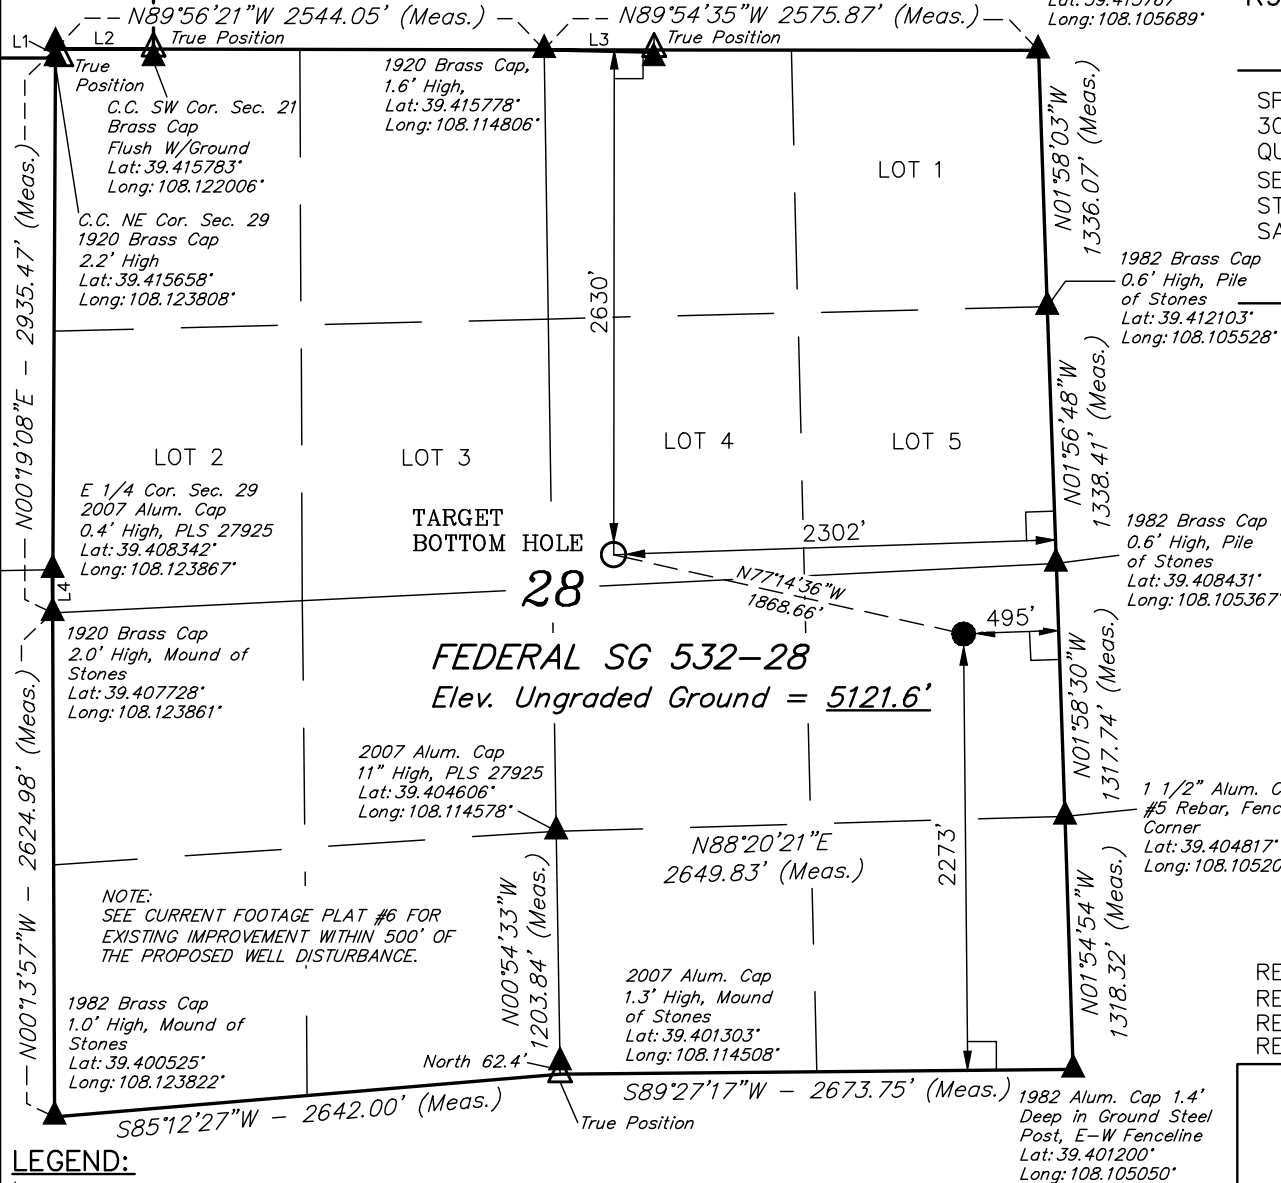 N89°56'21"W 2544.05' (Meas.)
N89°54'35"W 2575.87' (Meas.)
Long:108.105689°
L1
L2
True Position
L3
True Position
True
Position
C.C. SW Cor. Sec. 21
Brass Cap
Flush W/Ground
Lat:39.415783°
Long:108.122006°
1920 Brass Cap,
1.6' High,
Lat:39.415778°
Long:108.114806°
LOT 1
N01°58'03"W
1336.07' (Meas.)
C.C. NE Cor. Sec. 29
1920 Brass Cap
2.2' High
Lat:39.415658°
Long:108.123808°
N00°19'08"E - 2935.47' (Meas.)
2630'
1982 Brass Cap
0.6' High, Pile
of Stones
Lat:39.412103°
Long:108.105528°
LOT 2
LOT 3
LOT 4
LOT 5
N01°56'48"W
1338.41' (Meas.)
E 1/4 Cor. Sec. 29
2007 Alum. Cap
0.4' High, PLS 27925
Lat:39.408342°
Long:108.123867°
L4
TARGET
BOTTOM HOLE
2302'
28
N77°14'36"W
1868.66'
1982 Brass Cap
0.6' High, Pile
of Stones
Lat:39.408431°
Long:108.105367°
495'
1920 Brass Cap
2.0' High, Mound of
Stones
Lat:39.407728°
Long:108.123861°
FEDERAL SG 532-28
Elev. Ungraded Ground = 5121.6'
N01°58'30"W
1317.74' (Meas.)
N00°13'57"W - 2624.98' (Meas.)
2007 Alum. Cap
11" High, PLS 27925
Lat:39.404606°
Long:108.114578°
N88°20'21"E
2649.83' (Meas.)
2273'
1 1/2" Alum.
#5 Rebar,
Corner
Lat:39.404817°
NOTE:
SEE CURRENT FOOTAGE PLAT #6 FOR
EXISTING IMPROVEMENT WITHIN 500' OF
THE PROPOSED WELL DISTURBANCE.
N00°54'33"W
1203.84' (Meas.)
N01°54'54"W
1318.32' (Meas.)
1982 Brass Cap
1.0' High, Mound of
Stones
Lat:39.400525°
Long:108.123822°
2007 Alum. Cap
1.3' High, Mound
of Stones
Lat:39.401303°
Long:108.114508°
North 62.4'
S85°12'27"W - 2642.00' (Meas.)
S89°27'17"W - 2673.75' (Meas.)
True Position
1982 Alum. Cap 1.4'
Deep in Ground Steel
Post, E-W Fenceline
Lat:39.401200°
Long:108.105050°
LEGEND: